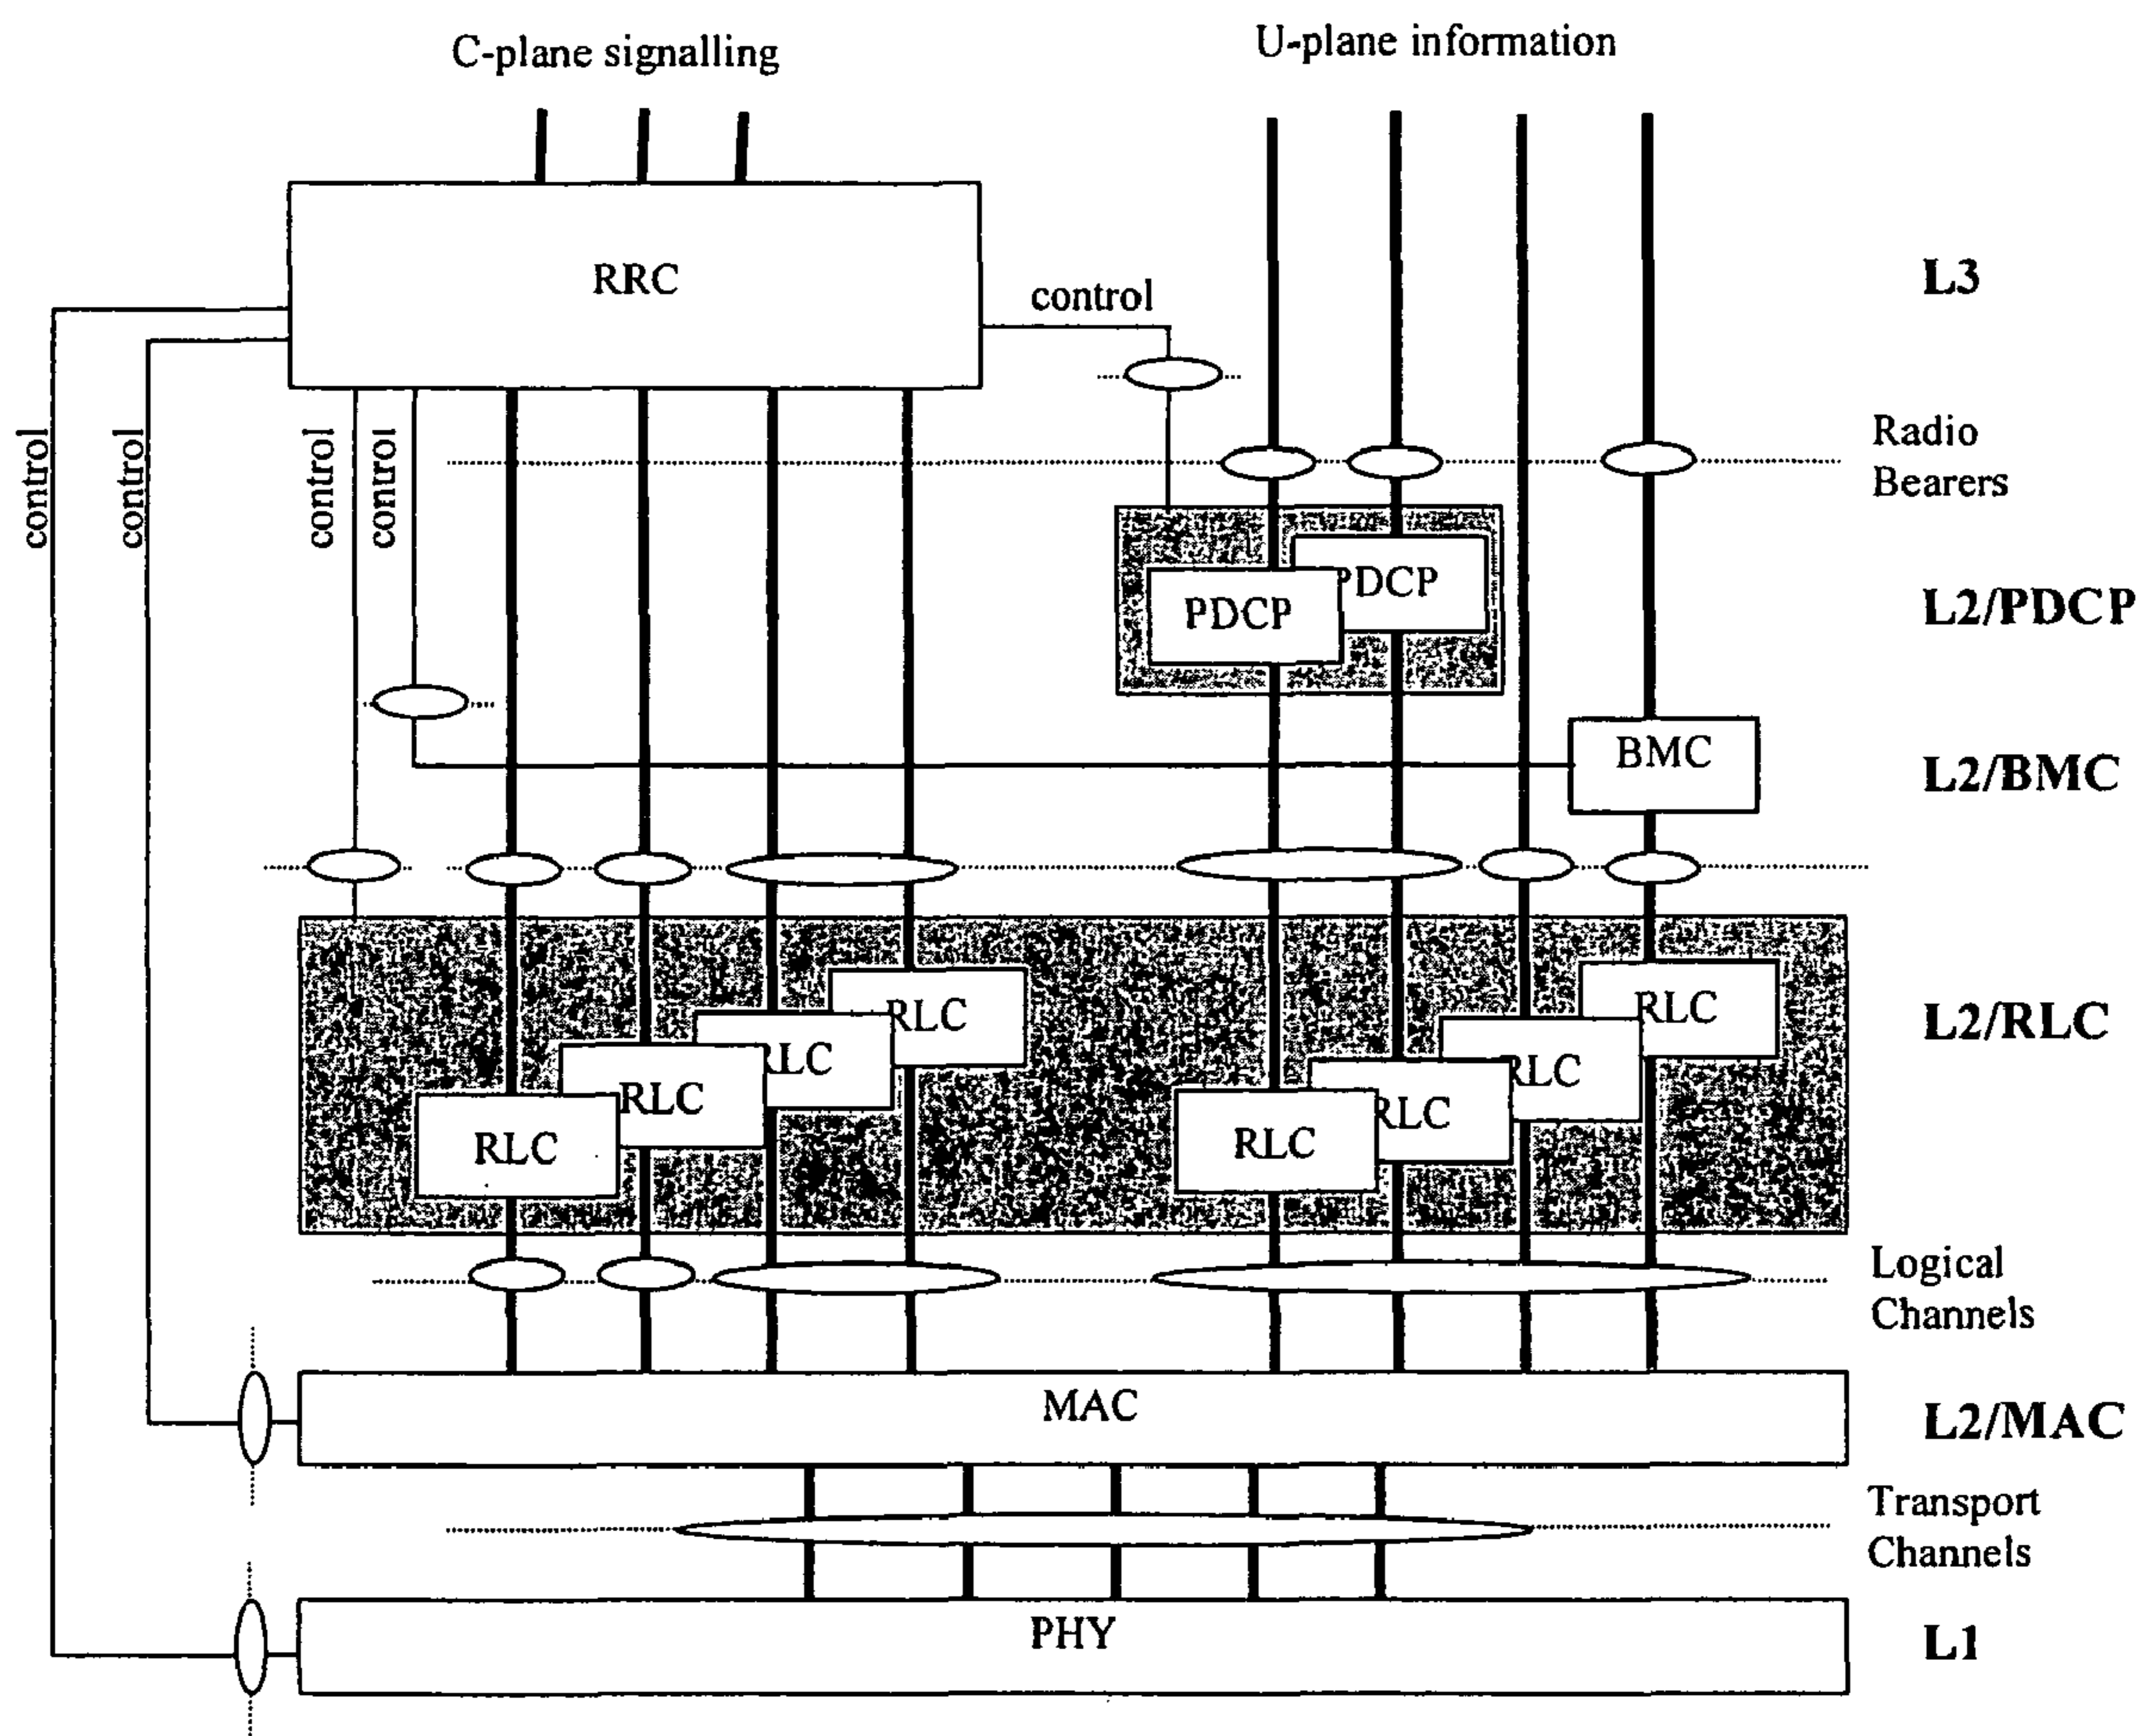 C-plane signalling
U-plane information
RRC
control
L3
control
control
control
control
Radio
Bearers
PDCP
PDCP
L2/PDCP
BMC
L2/BMC
RLC
RLC
RLC
RLC
RLC
RLC
RLC
RLC
L2/RLC
Logical
Channels
MAC
L2/MAC
Transport
Channels
PHY
L1